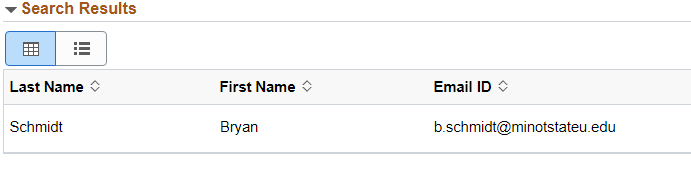 Search Results
Last Name First Name Email ID
Schmidt Bryan b.schmidt@minotstateu.edu